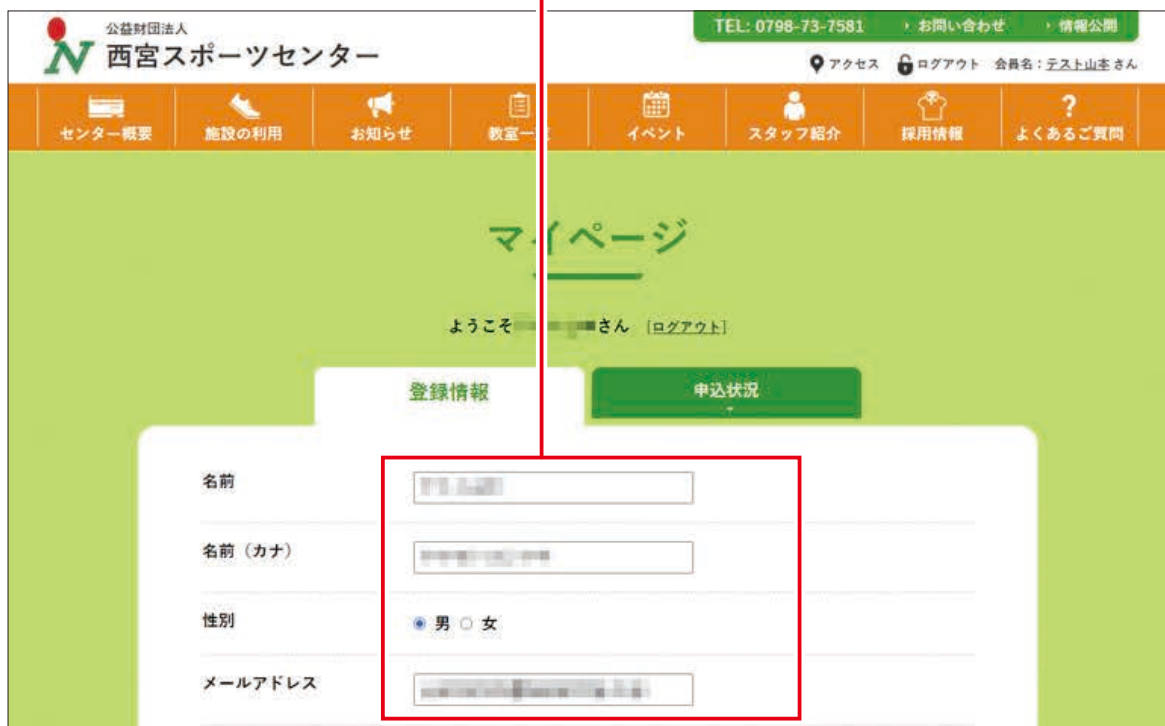 公益財団法人
西宮スポーツセンター
TEL: 0798-73-7581 お問い合わせ 情報公開
アクセス ログアウト 会員名：テスト山本 さん
センター概要 施設の利用 お知らせ 教室一覧 イベント スタッフ紹介 採用情報 よくあるご質問
マイページ
ようこそ さん [ログアウト]
登録情報 申込状況
名前
名前（カナ）
性別 男 女
メールアドレス